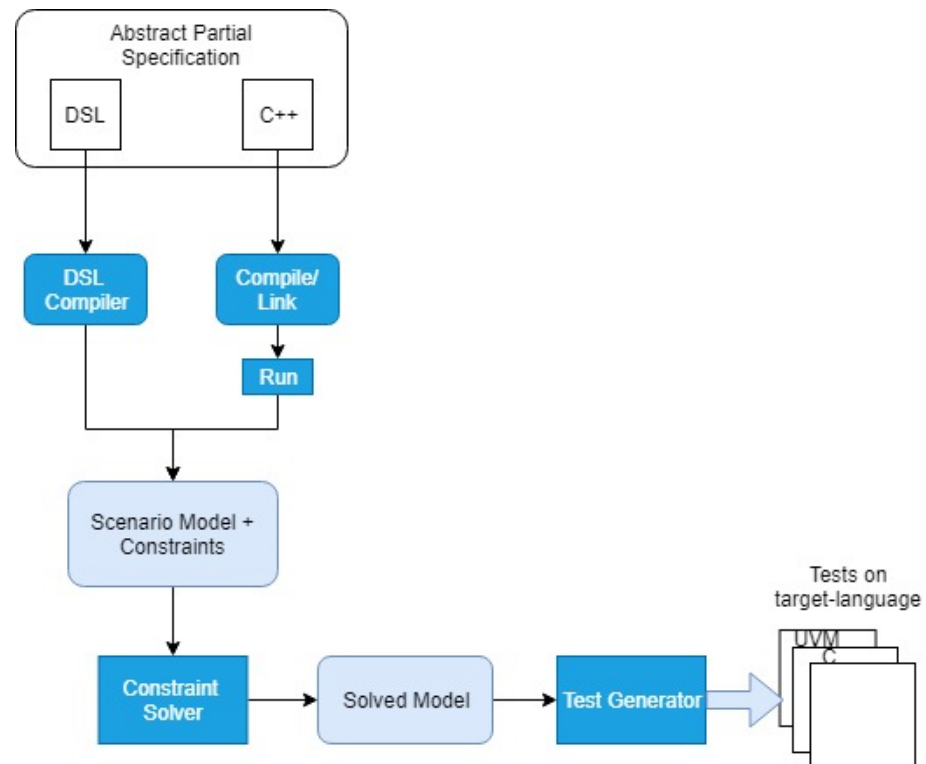 Abstract Partial
Specification
DSL
C++
DSL
Compiler
Compile/
Link
Run
Scenario Model +
Constraints
Tests on
target-language
UVM
C
Constraint
Solver
Solved Model
Test Generator